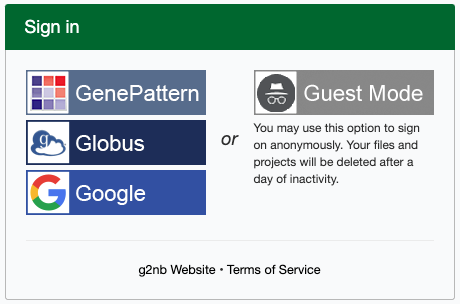 Sign in
GenePattern
Globus
Google
or
Guest Mode
You may use this option to sign
on anonymously. Your files and
projects will be deleted after a
day of inactivity.
g2nb Website • Terms of Service